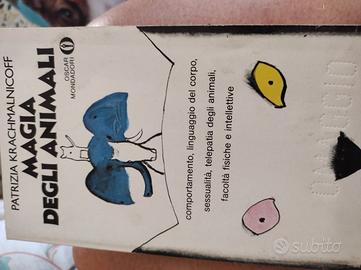 PATRIZIA KRACHMALNICOFF
MAGIA
DEGLI ANIMALI
OSCAR
MONDADORI
comportamento, linguaggio del corpo,
sessualità, telepatia degli animali,
facoltà fisiche e intellettive
OMAGGIO
subito